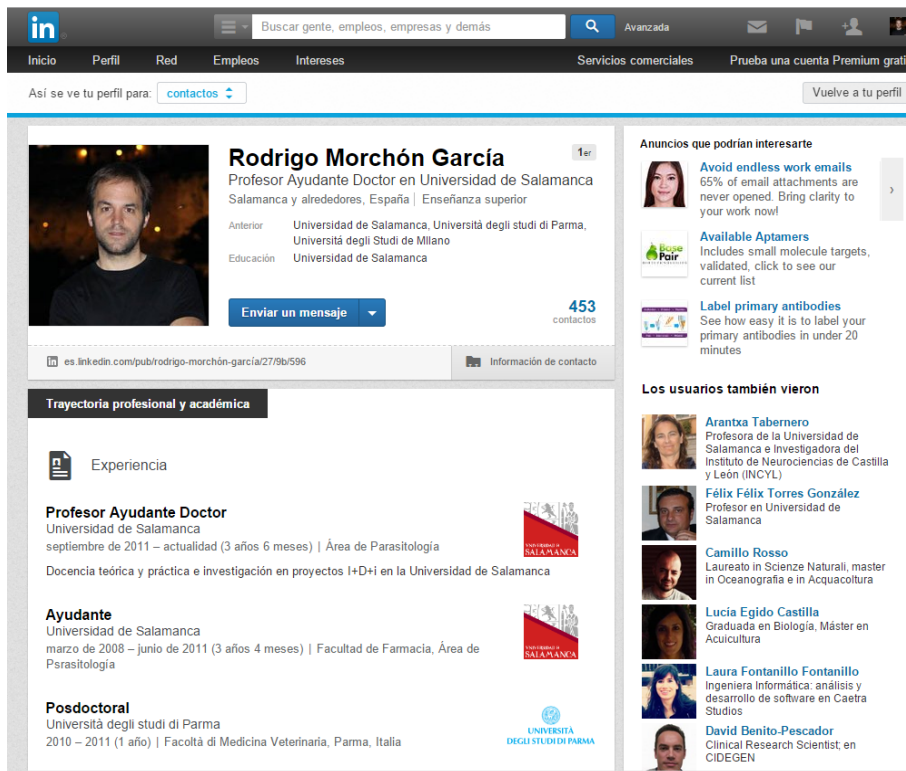 in
Buscar gente, empleos, empresas y demás
Avanzada
Inicio Perfil Red Empleos Intereses Servicios comerciales Prueba una cuenta Premium grati
Así se ve tu perfil para: contactos Vuelve a tu perfil
Rodrigo Morchón García
1er
Profesor Ayudante Doctor en Universidad de Salamanca
Salamanca y alrededores, España | Enseñanza superior
Anterior Universidad de Salamanca, Universitá degli studi di Parma,
Universitá degli Studi de MIlano
Educación Universidad de Salamanca
Enviar un mensaje
453
contactos
es.linkedin.com/pub/rodrigo-morchón-garcía/27/9b/596
Información de contacto
Trayectoria profesional y académica
Experiencia
Profesor Ayudante Doctor
Universidad de Salamanca
septiembre de 2011 – actualidad (3 años 6 meses) | Área de Parasitología
Docencia teórica y práctica e investigación en proyectos I+D+i en la Universidad de Salamanca
SALAMANCA
Ayudante
Universidad de Salamanca
marzo de 2008 – junio de 2011 (3 años 4 meses) | Facultad de Farmacia, Área de
Psrasitología
SALAMANCA
Posdoctoral
Università degli studi di Parma
2010 – 2011 (1 año) | Facoltà di Medicina Veterinaria, Parma, Italia
UNIVERSITÀ
DEGLI STUDI DI PARMA
Anuncios que podrían interesarte
Avoid endless work emails
65% of email attachments are
never opened. Bring clarity to
your work now!
Base
Pair
Available Aptamers
Includes small molecule targets,
validated, click to see our
current list
Label primary antibodies
See how easy it is to label your
primary antibodies in under 20
minutes
Los usuarios también vieron
Arantxa Tabernero
Profesora de la Universidad de
Salamanca e Investigadora del
Instituto de Neurociencias de Castilla
y León (INCYL)
Félix Félix Torres González
Profesor en Universidad de
Salamanca
Camillo Rosso
Laureato in Scienze Naturali, master
in Oceanografia e in Acquacoltura
Lucía Egido Castilla
Graduada en Biología, Máster en
Acuicultura
Laura Fontanillo Fontanillo
Ingeniera Informática: análisis y
desarrollo de software en Caetra
Studios
David Benito-Pescador
Clinical Research Scientist; en
CIDEGEN